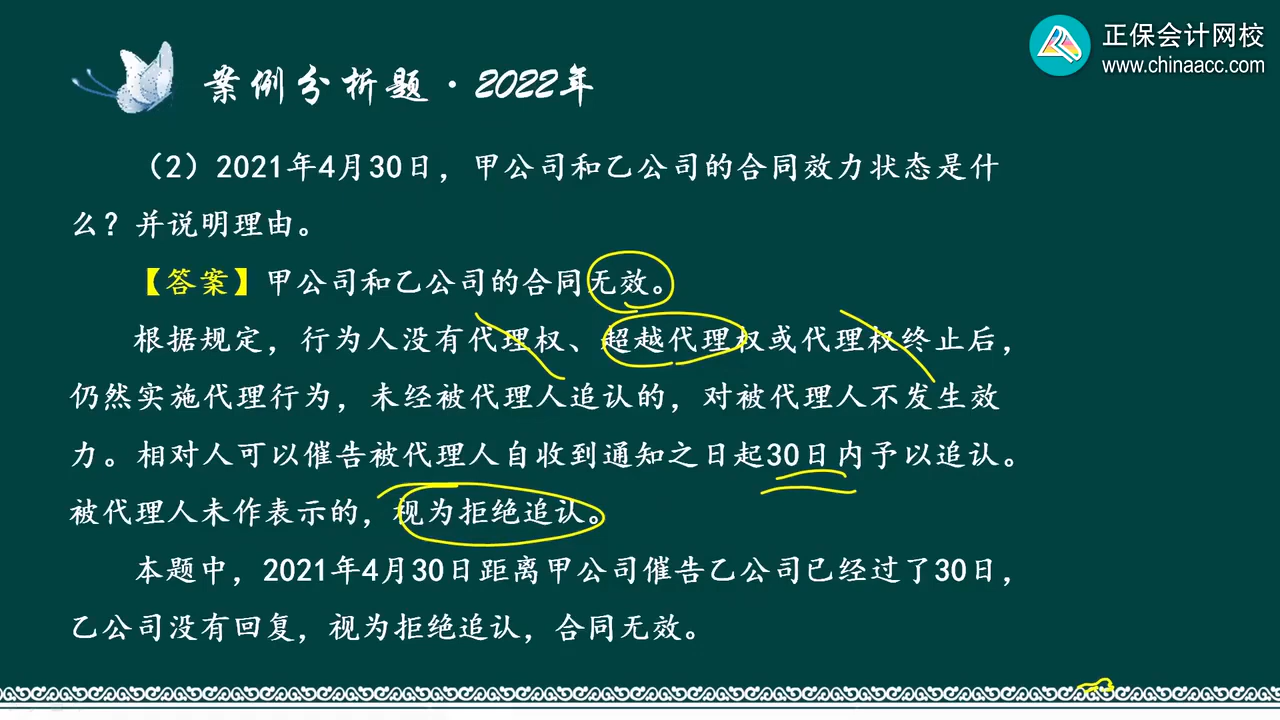 正保会计网校
www.chinaacc.com
案例分析题·2022年
（2）2021年4月30日，甲公司和乙公司的合同效力状态是什
么？并说明理由。
【答案】甲公司和乙公司的合同无效。
根据规定，行为人没有代理权、超越代理权或代理权终止后，
仍然实施代理行为，未经被代理人追认的，对被代理人不发生效
力。相对人可以催告被代理人自收到通知之日起30日内予以追认。
被代理人未作表示的，视为拒绝追认。
本题中，2021年4月30日距离甲公司催告乙公司已经过了30日，
乙公司没有回复，视为拒绝追认，合同无效。